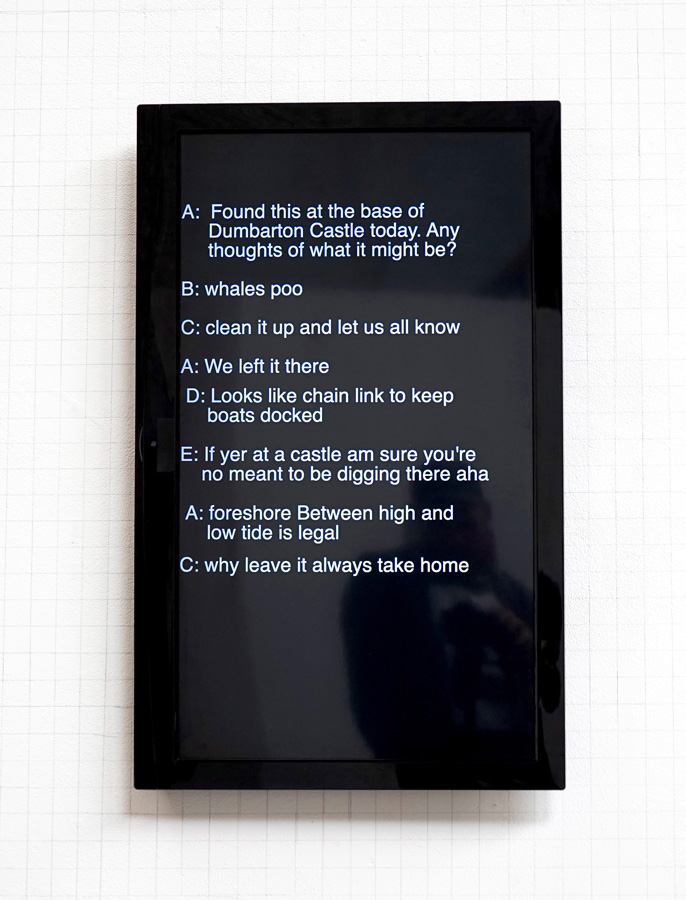 A: Found this at the base of
Dumbarton Castle today. Any
thoughts of what it might be?
B: whales poo
C: clean it up and let us all know
A: We left it there
D: Looks like chain link to keep
boats docked
E: If yer at a castle am sure you're
no meant to be digging there aha
A: foreshore Between high and
low tide is legal
C: why leave it always take home